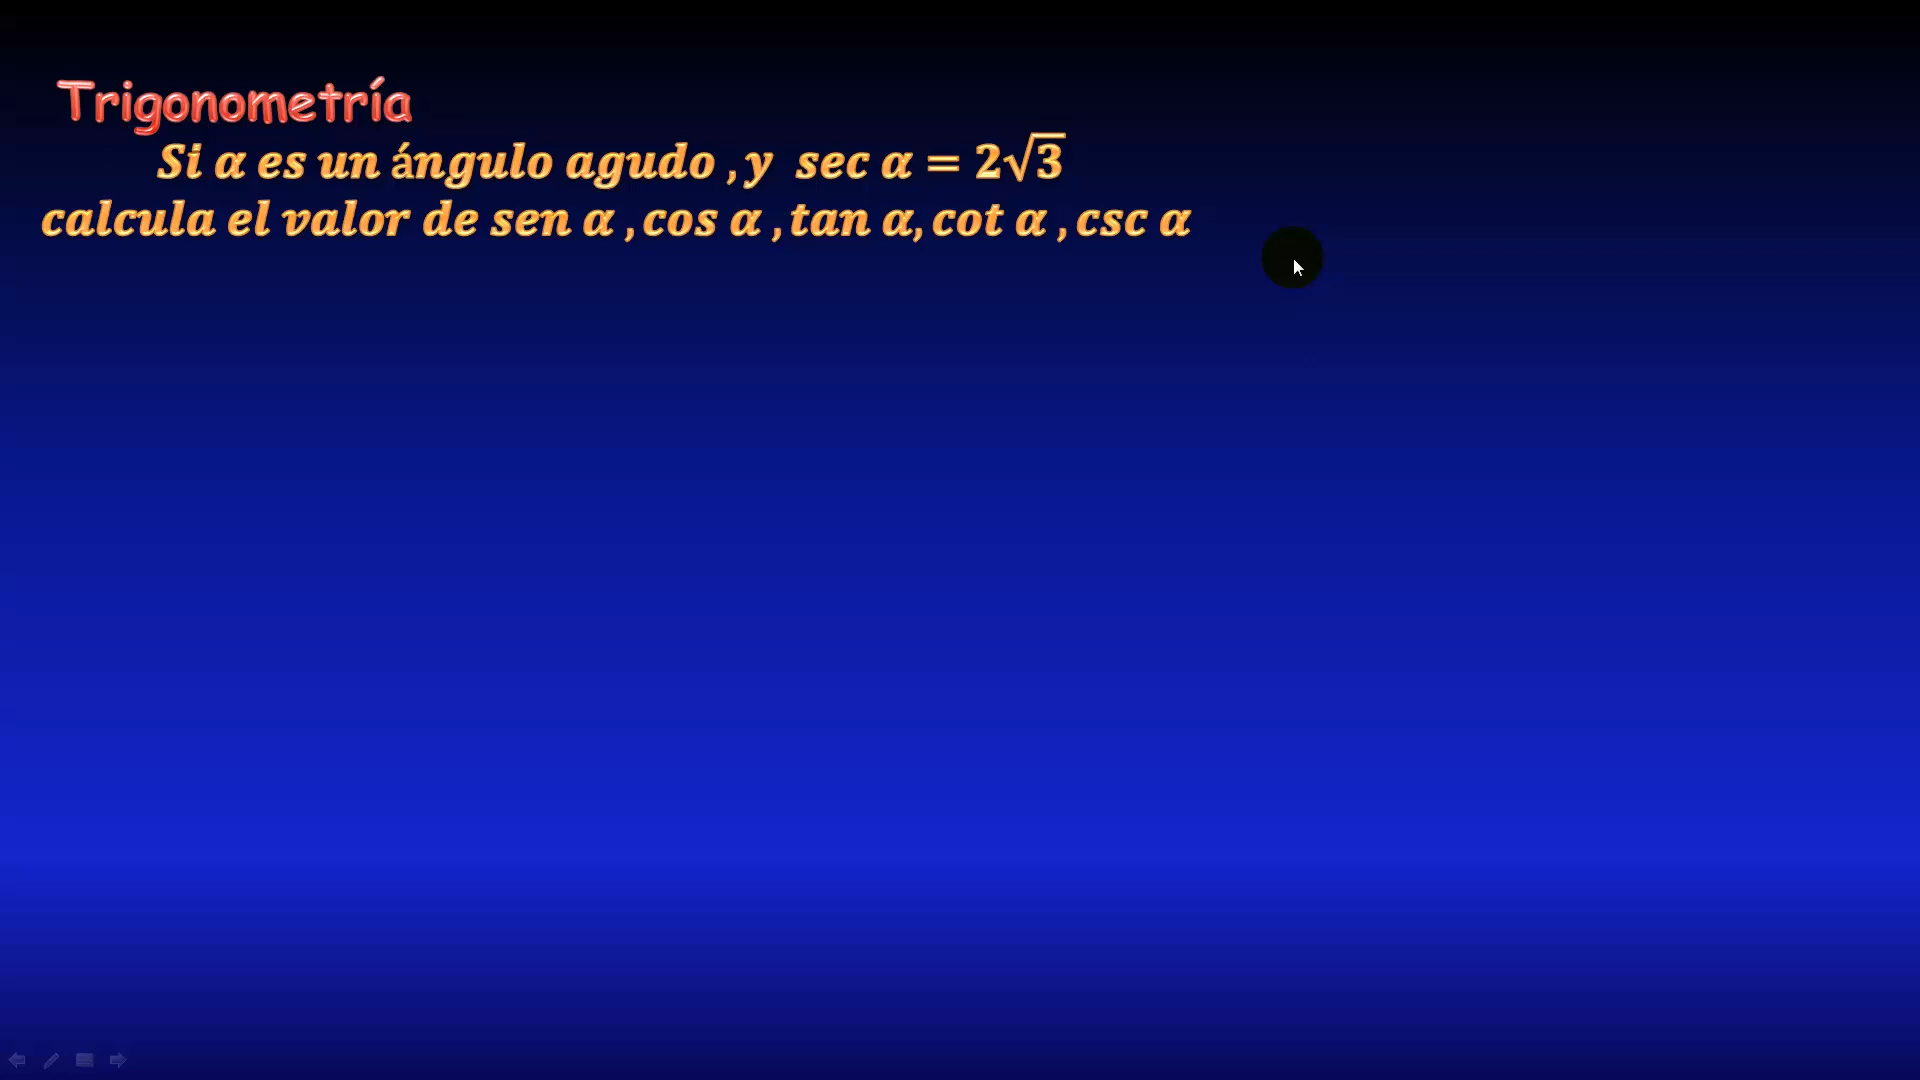 Trigonometría
Si α es un ángulo agudo , y sec α = 2√3
calcula el valor de sen α , cos α , tan α, cot α , csc α